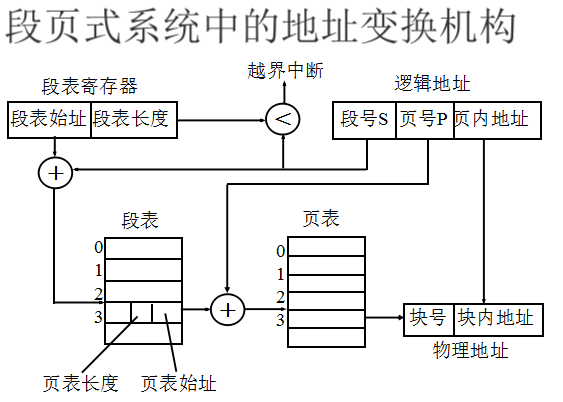 段页式系统中的地址变换机构
越界中断
段表寄存器
逻辑地址
段表始址 段表长度
<
段号S 页号P 页内地址
+
段表
页表
0
1
2
3
0
1
2
3
+
块号 块内地址
物理地址
页表长度 页表始址